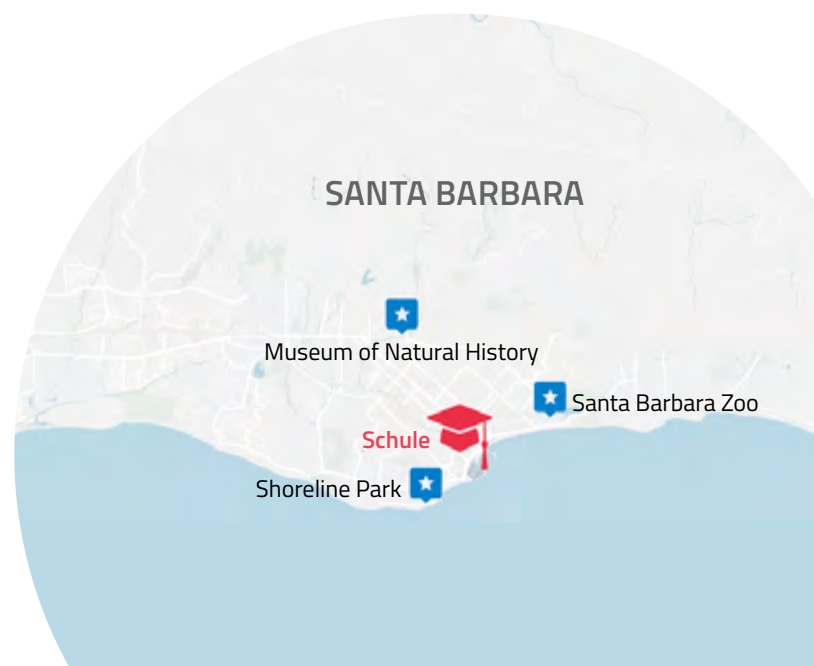 SANTA BARBARA
Museum of Natural History
Santa Barbara Zoo
Schule
Shoreline Park